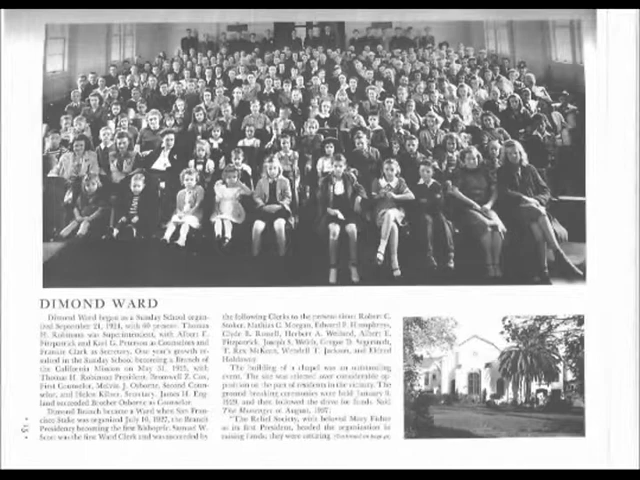 DIMOND WARD
Dimond Ward began as a Sunday School organ-
ized September 21, 1924, with 60 present. Thomas
H. Robinson was Superintendent, with Albert E.
Fitzpatrick and Karl G. Peterson as Counselors and
Frankie Clark as Secretary. One year's growth re-
sulted in the Sunday School becoming a Branch of
the California Mission on May 31, 1925, with
Thomas H. Robinson President, Bromwell Z. Cox,
First Counselor, Melvin J. Osborne, Second Coun-
selor, and Helen Kilner, Secretary. James H. Eng-
land succeeded Brother Osborne as Counselor.
Dimond Branch became a Ward when San Fran-
cisco Stake was organized July 10, 1927, the Branch
Presidency becoming the first Bishopric. Samuel W.
was the first Ward Clerk and was succeeded by
the following Clerks to the present time: Robert C.
Stoker, Mathias C. Morgan, Edward F. Humpherys,
Clyde R. Russell, Herbert A. Weiland, Albert E.
Fitzpatrick, Joseph S. Welch, George D.
T. Rex McKean, Wendell T. Jackson, and Eldred
Holdaway.
The building of a chapel was an outstanding
event. The site was selected over considerable op-
position on the part of residents in the vicinity. The
ground breaking ceremonies were held January 9,
1929, and then followed the drive for funds. Said
The Messenger of August, 1937:
"The Relief Society, with beloved Mary Fisher
as its first President, headed the organization in
raising funds; they were untiring (Continued on page